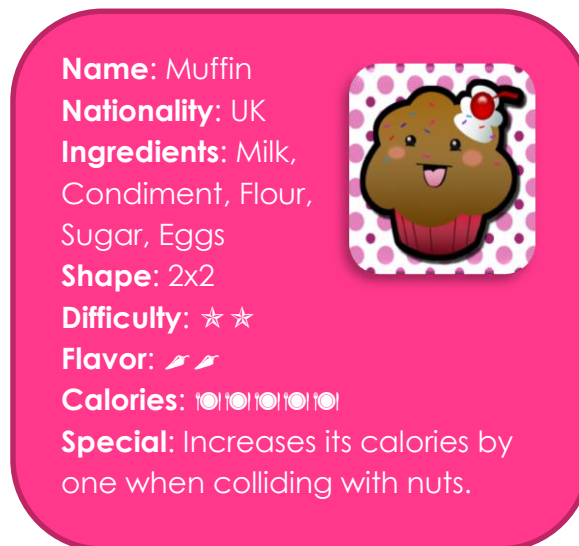 Name: Muffin
Nationality: UK
Ingredients: Milk,
Condiment, Flour,
Sugar, Eggs
Shape: 2x2
Difficulty: ✯✯
Flavor: 🌶🌶
Calories: 🍽🍽🍽🍽🍽
Special: Increases its calories by
one when colliding with nuts.